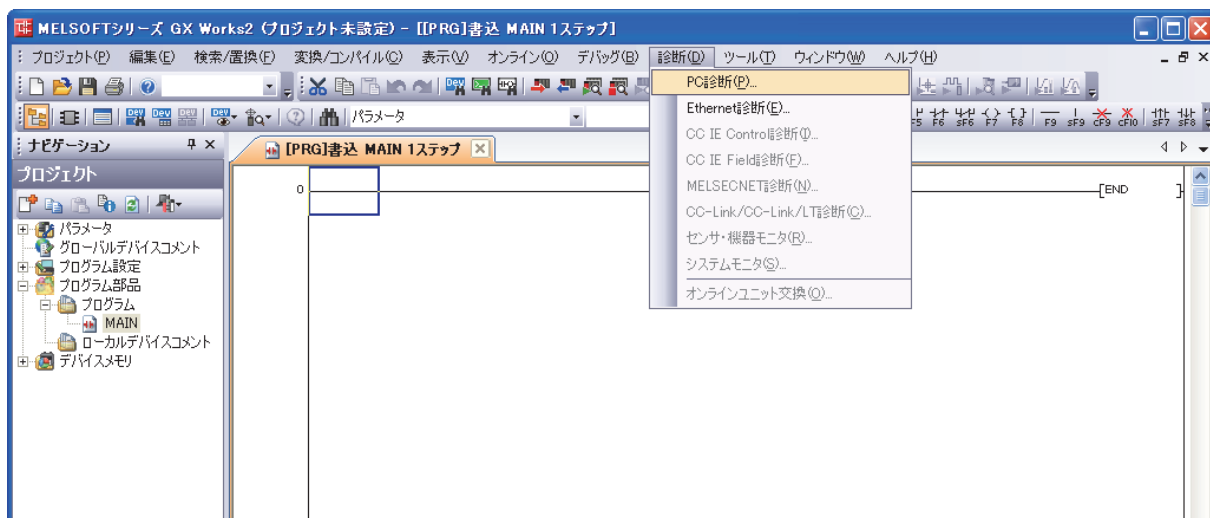 MELSOFTシリーズ GX Works2 (プロジェクト未設定) - [[PRG]書込 MAIN 1ステップ]
プロジェクト(P) 編集(E) 検索/置換(F) 変換/コンパイル(C) 表示(V) オンライン(O) デバッグ(B) 診断(D) ツール(T) ウィンドウ(W) ヘルプ(H)
PC診断(P)...
Ethernet診断(E)...
CC IE Control診断(I)...
CC IE Field診断(F)...
MELSECNET診断(N)...
CC-Link/CC-Link/LT診断(C)...
センサ・機器モニタ(R)...
システムモニタ(S)...
オンラインユニット交換(O)...
パラメータ
F5 F6 sF6 F7 F8 F9 sF9 cF9 cF10 sF7 sF8
ナビゲーション
[PRG]書込 MAIN 1ステップ
プロジェクト
パラメータ
グローバルデバイスコメント
プログラム設定
プログラム部品
プログラム
MAIN
ローカルデバイスコメント
デバイスメモリ
0
[END ]